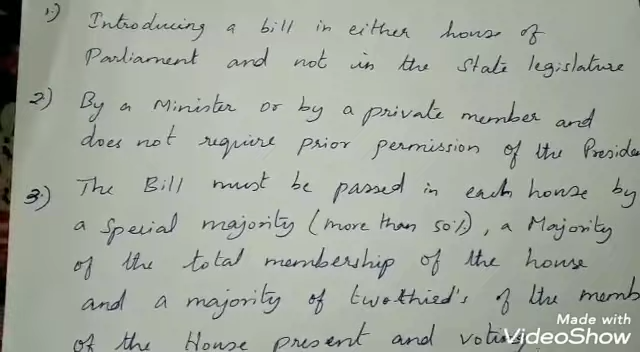 1.) Introducing a bill in either house of
Parliament and not in the State legislature
2) By a Minister or by a private member and
does not require prior permission of the Preside
3.) The Bill must be passed in each house by
a Special majority (more than 50%), a Majority
of the total membership of the house
and a majority of twothied's of the memb
of the House present and voting
Made with
VideoShow